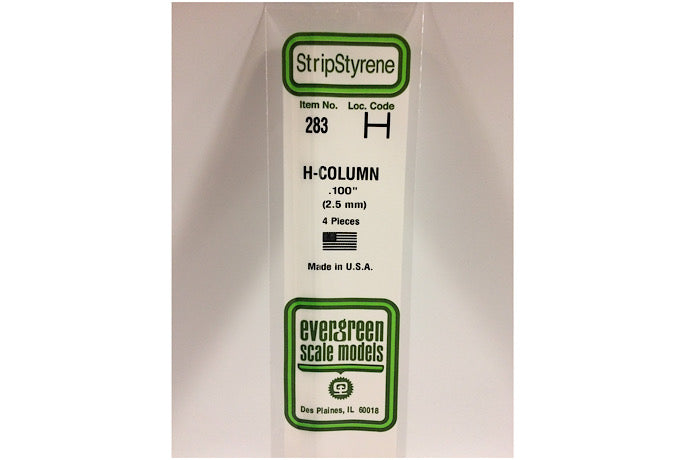 StripStyrene
Item No. Loc. Code
283 H
H-COLUMN
.100"
(2.5 mm)
4 Pieces
Made in U.S.A.
evergreen
scale models
Des Plaines, IL 60018